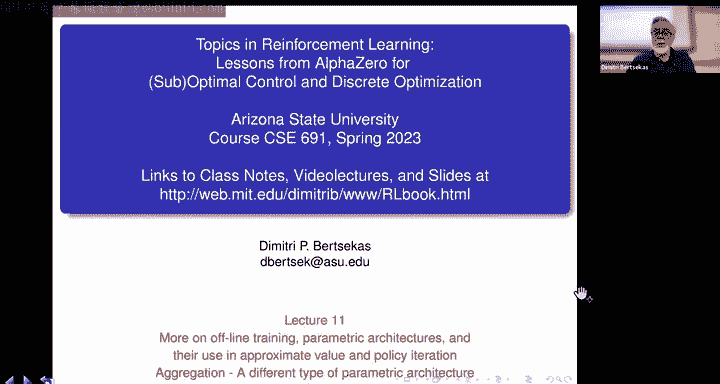 Topics in Reinforcement Learning:
Lessons from AlphaZero for
(Sub)Optimal Control and Discrete Optimization
Arizona State University
Course CSE 691, Spring 2023
Links to Class Notes, Videolectures, and Slides at
http://web.mit.edu/dimitrib/www/RLbook.html
Dimitri P. Bertsekas
dbertsek@asu.edu
Lecture 11
More on off-line training, parametric architectures, and
their use in approximate value and policy iteration
Aggregation - A different type of parametric architecture
Dimitri Bertsekas